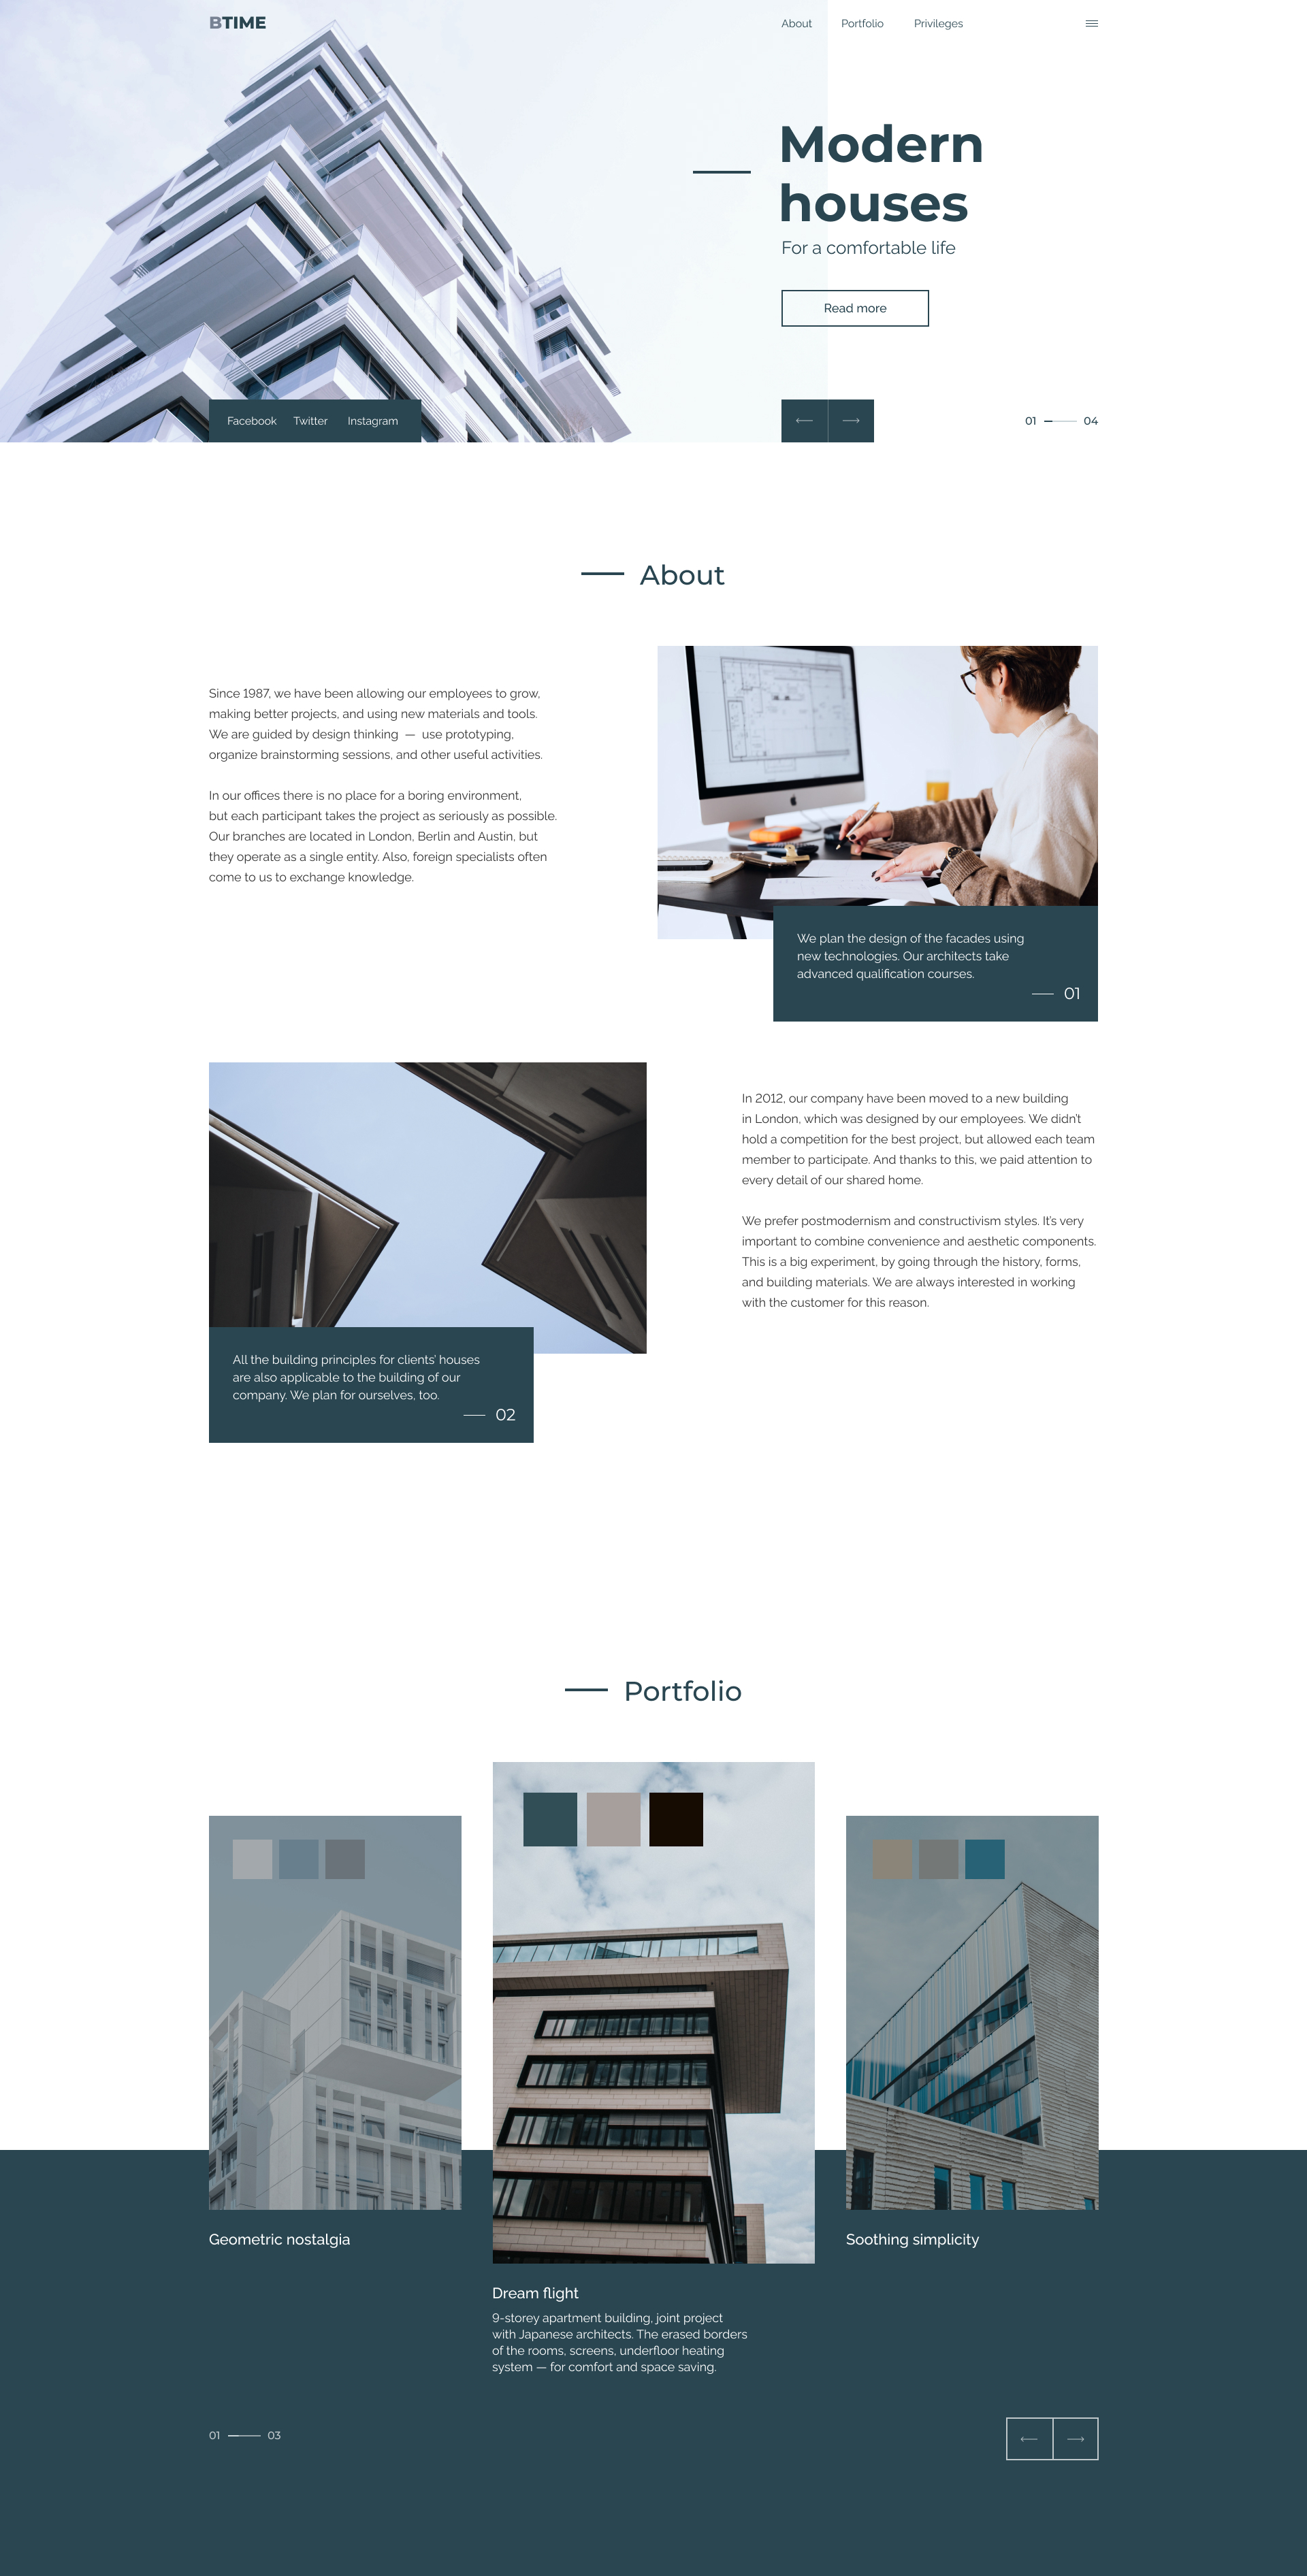 BTIME
About Portfolio Privileges
Modern
houses
For a comfortable life
Read more
Facebook Twitter Instagram
01 04
About
Since 1987, we have been allowing our employees to grow,
making better projects, and using new materials and tools.
We are guided by design thinking — use prototyping,
organize brainstorming sessions, and other useful activities.
In our offices there is no place for a boring environment,
but each participant takes the project as seriously as possible.
Our branches are located in London, Berlin and Austin, but
they operate as a single entity. Also, foreign specialists often
come to us to exchange knowledge.
We plan the design of the facades using
new technologies. Our architects take
advanced qualification courses.
01
In 2012, our company have been moved to a new building
in London, which was designed by our employees. We didn't
hold a competition for the best project, but allowed each team
member to participate. And thanks to this, we paid attention to
every detail of our shared home.
We prefer postmodernism and constructivism styles. It's very
important to combine convenience and aesthetic components.
This is a big experiment, by going through the history, forms,
and building materials. We are always interested in working
with the customer for this reason.
All the building principles for clients' houses
are also applicable to the building of our
company. We plan for ourselves, too.
02
Portfolio
Geometric nostalgia
Dream flight
9-storey apartment building, joint project
with Japanese architects. The erased borders
of the rooms, screens, underfloor heating
system — for comfort and space saving.
Soothing simplicity
01 03